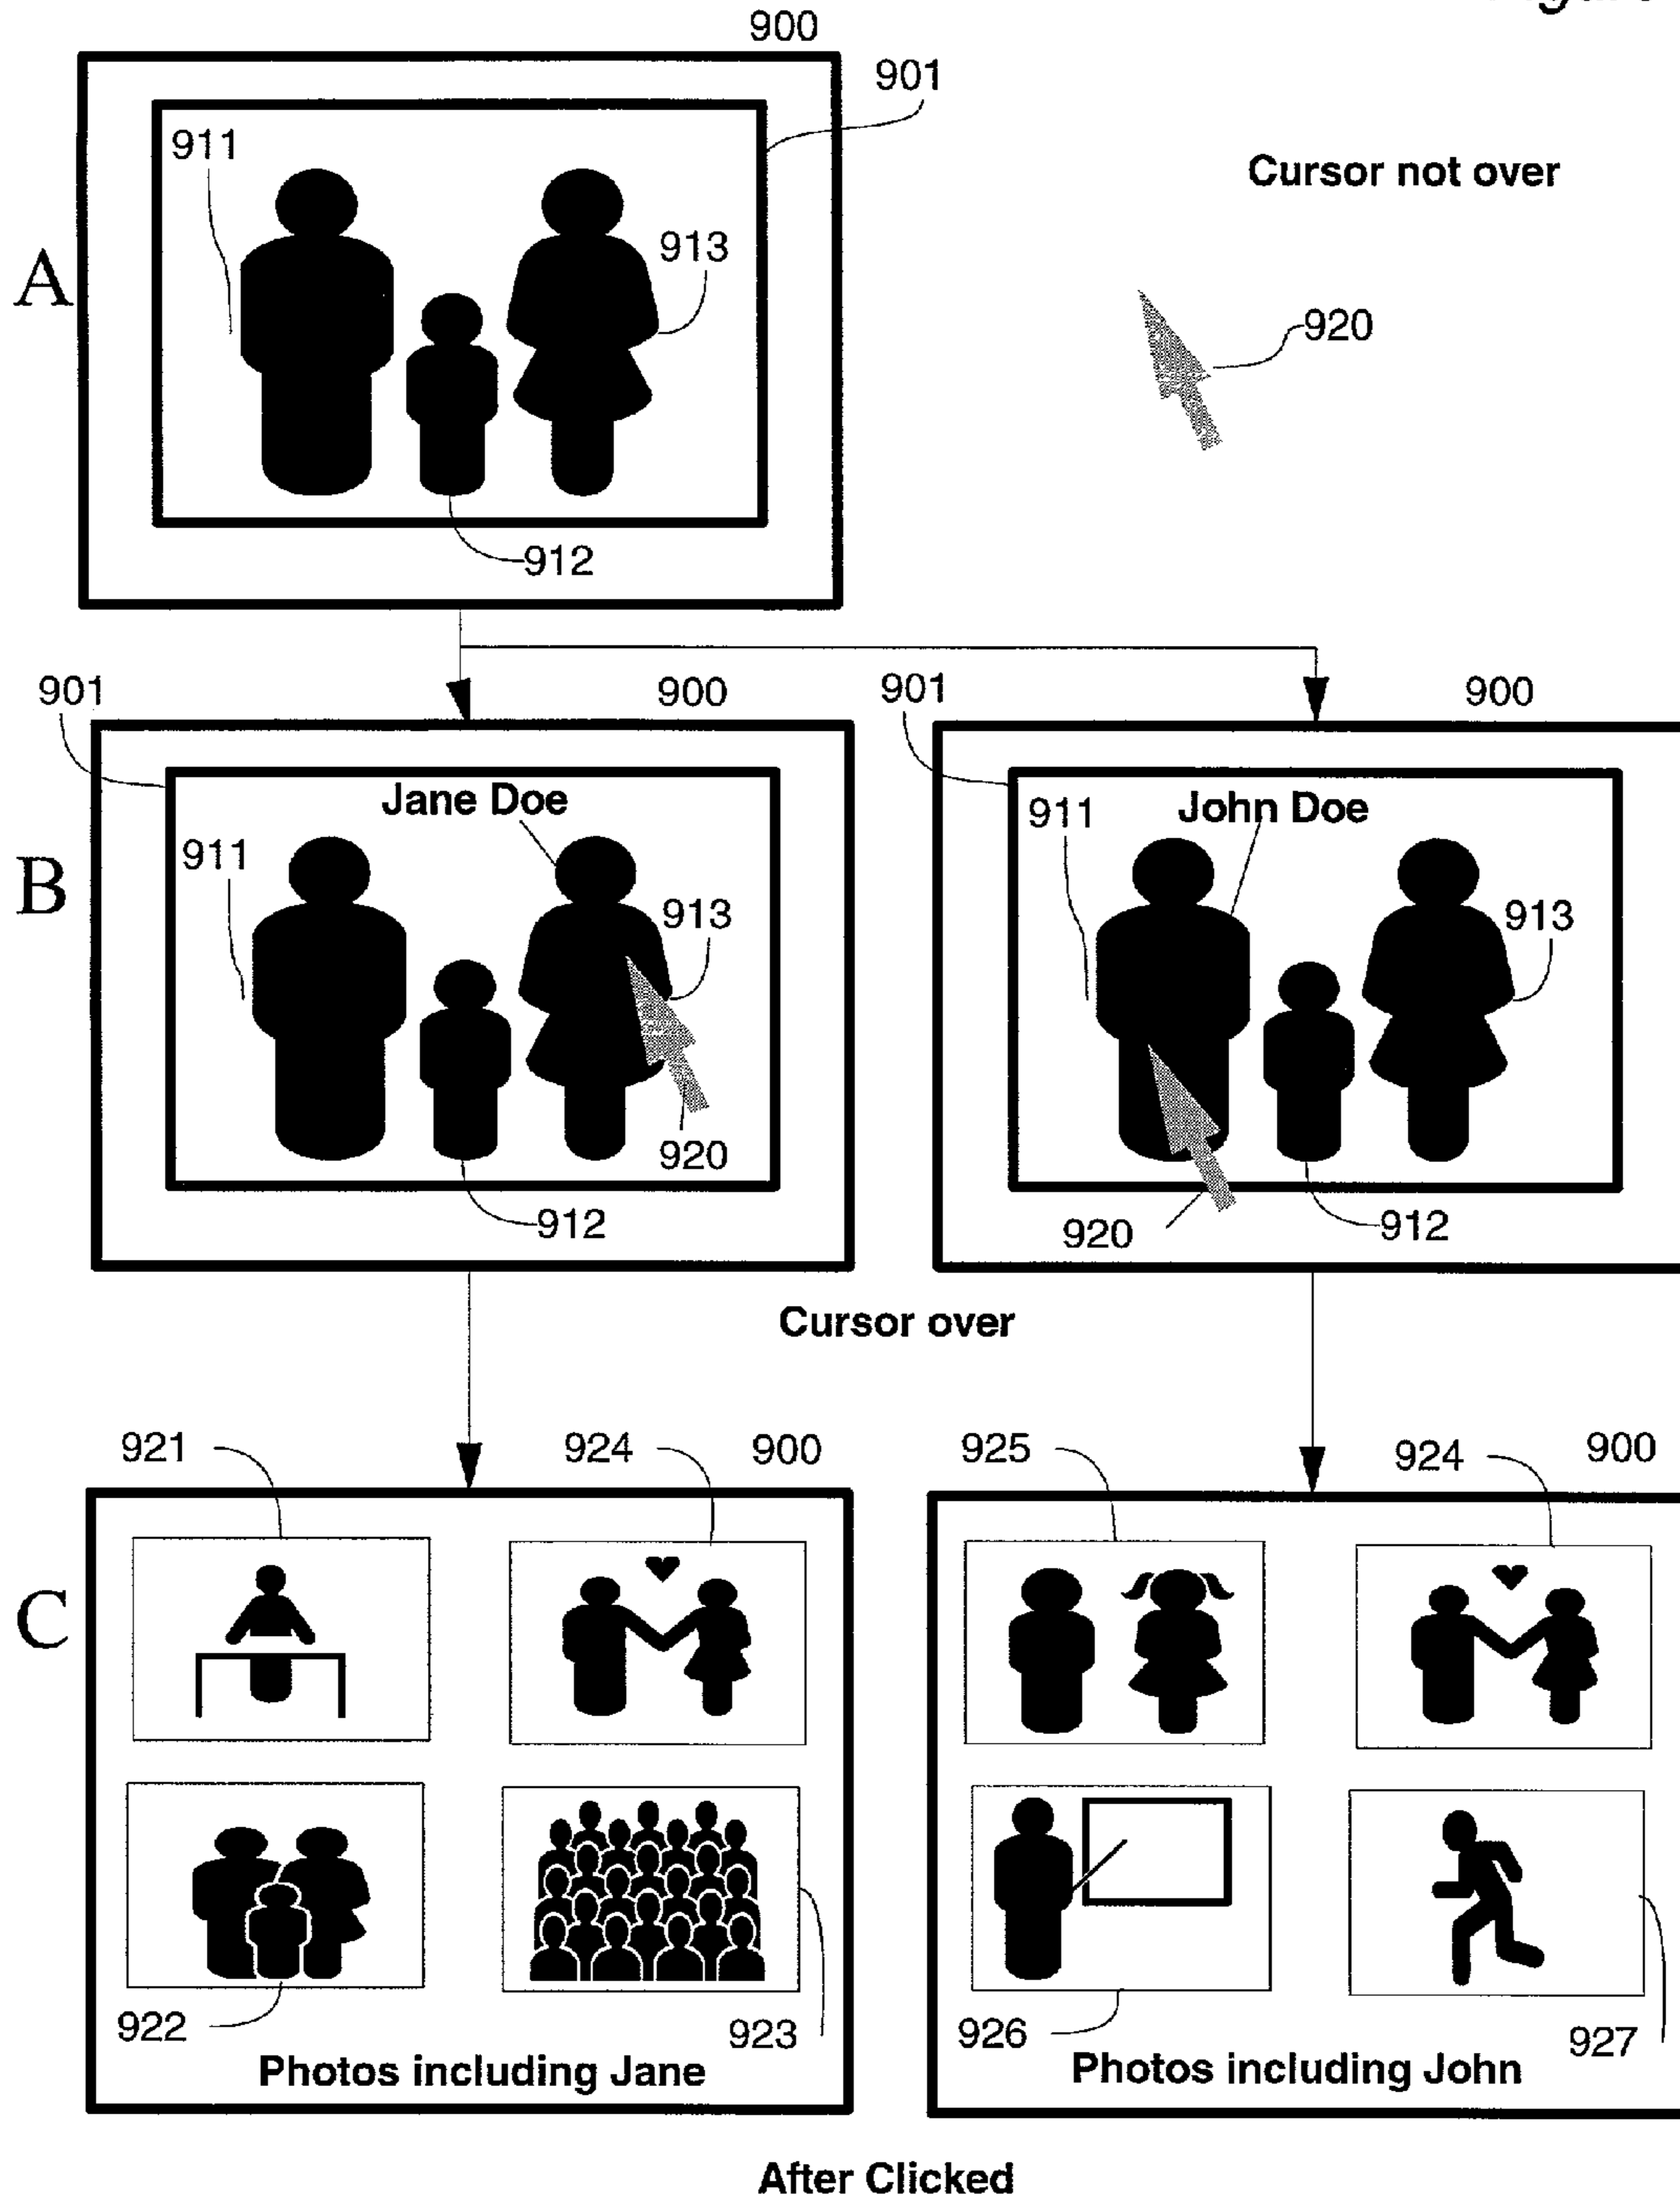 900
901
911
Cursor not over
A
913
920
912
901
900
901
900
Jane Doe
John Doe
911
911
B
913
913
920
912
920
912
Cursor over
921
924
900
925
924
900
C
922
923
926
927
Photos including Jane
Photos including John
After Clicked